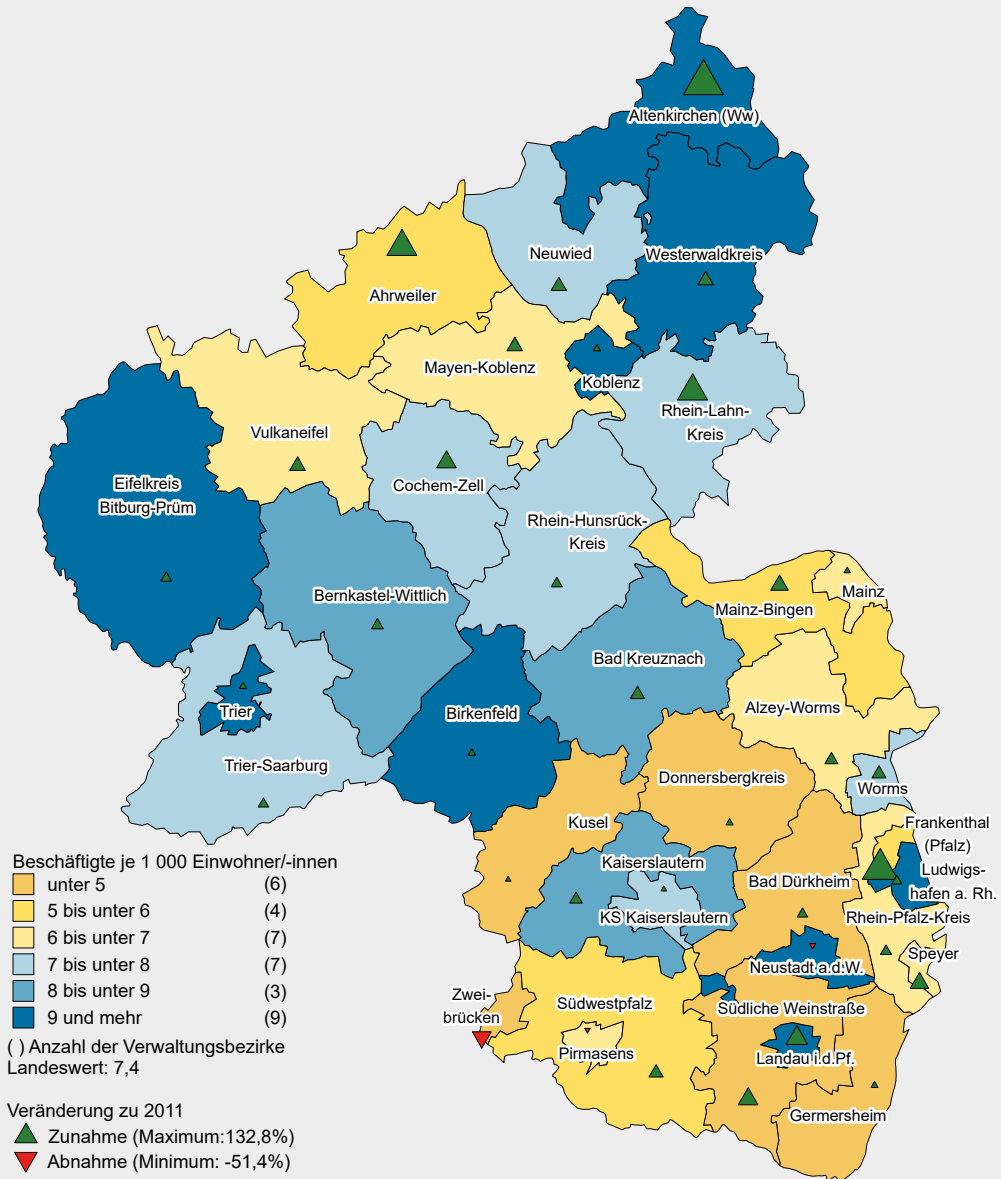 Altenkirchen (Ww)
Neuwied
Westerwaldkreis
Ahrweiler
Mayen-Koblenz
Koblenz
Rhein-Lahn-
Kreis
Vulkaneifel
Cochem-Zell
Eifelkreis
Bitburg-Prüm
Rhein-Hunsrück-
Kreis
Bernkastel-Wittlich
Mainz
Mainz-Bingen
Bad Kreuznach
Alzey-Worms
Trier
Birkenfeld
Trier-Saarburg
Donnersbergkreis
Worms
Kusel
Frankenthal
(Pfalz)
Kaiserslautern
Ludwigs-
hafen a. Rh.
Bad Dürkheim
KS Kaiserslautern
Rhein-Pfalz-Kreis
Speyer
Neustadt a.d.W.
Zwei-
brücken
Südwestpfalz
Südliche Weinstraße
Pirmasens
Landau i.d.Pf.
Germersheim
Beschäftigte je 1 000 Einwohner/-innen
unter 5 (6)
5 bis unter 6 (4)
6 bis unter 7 (7)
7 bis unter 8 (7)
8 bis unter 9 (3)
9 und mehr (9)
( ) Anzahl der Verwaltungsbezirke
Landeswert: 7,4
Veränderung zu 2011
Zunahme (Maximum:132,8%)
Abnahme (Minimum: -51,4%)